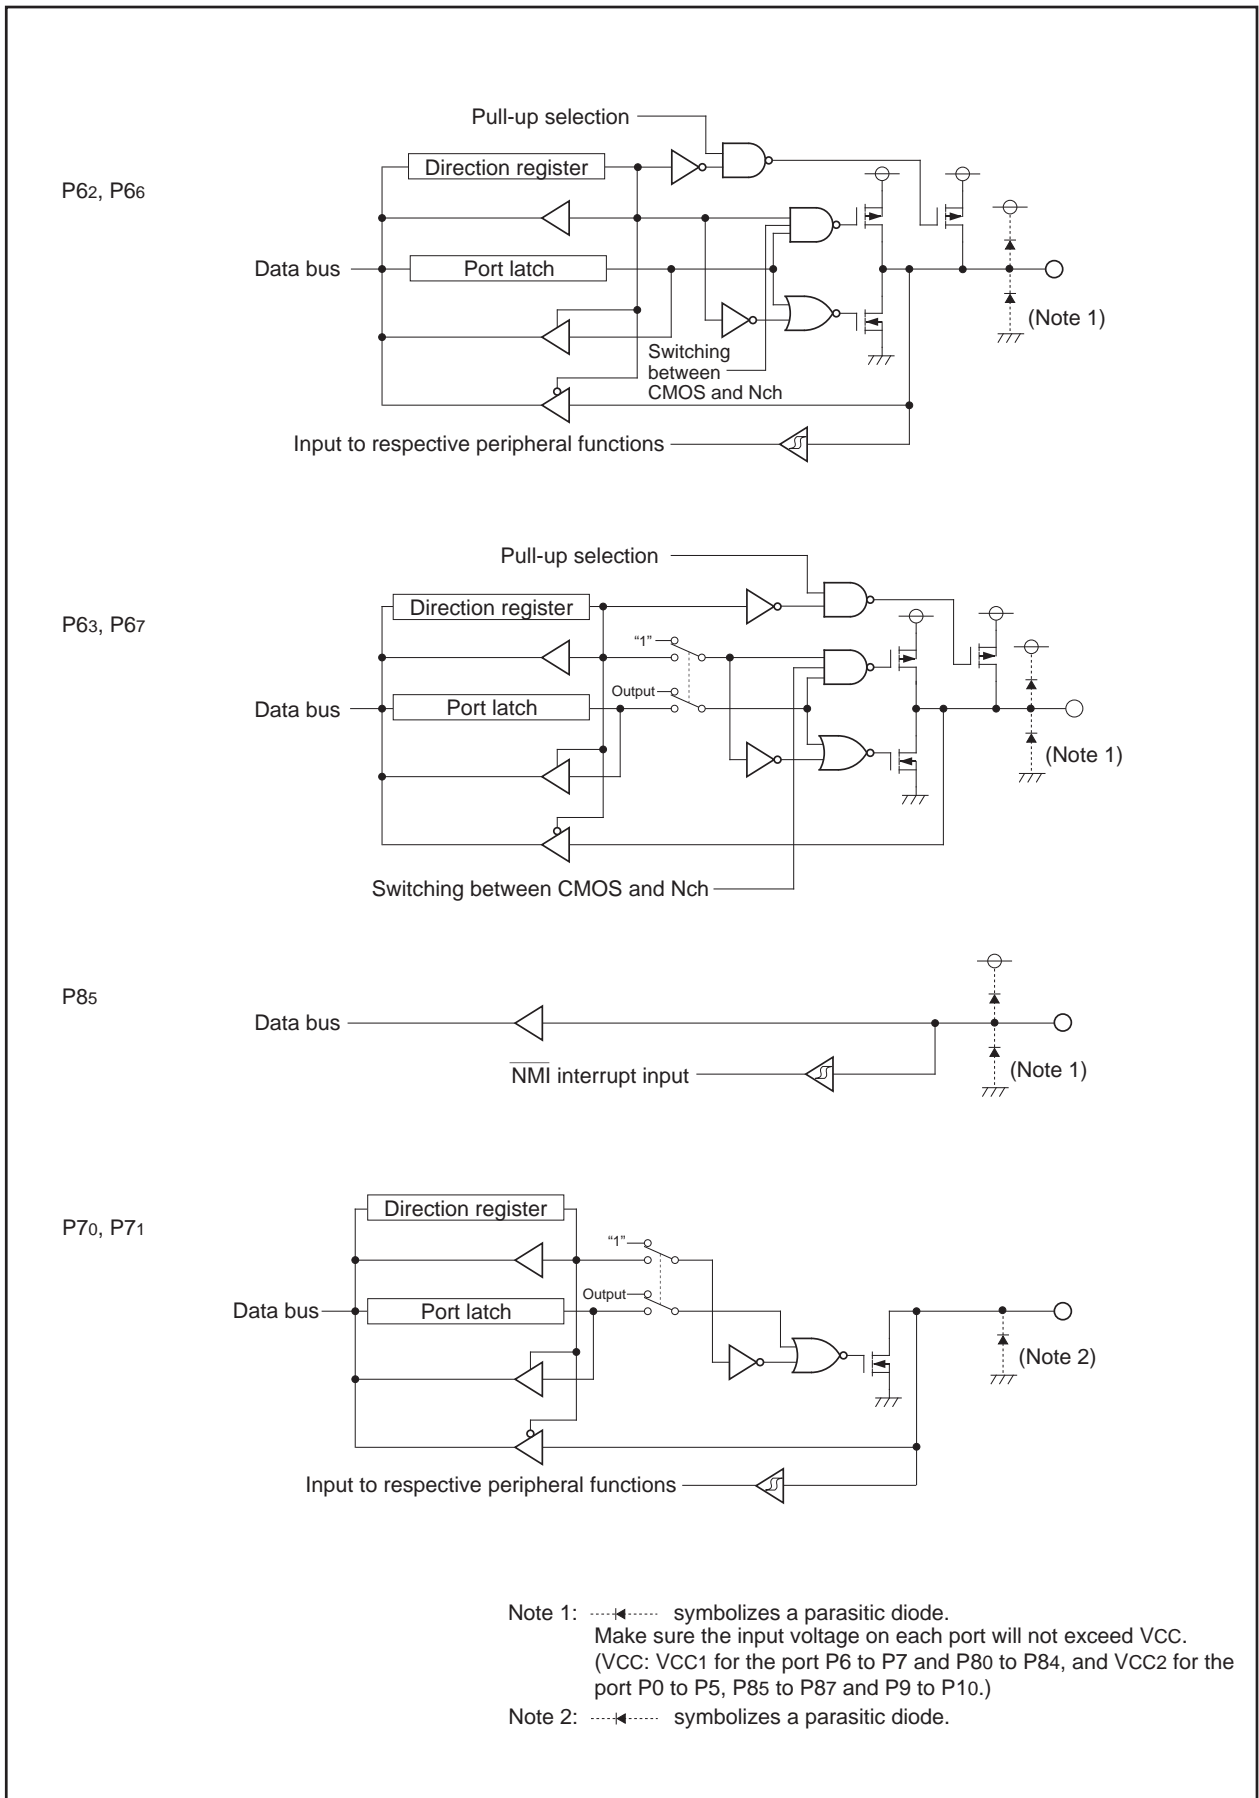 Pull-up selection
Direction register
P62, P66
Data bus
Port latch
(Note 1)
Switching
between
CMOS and Nch
Input to respective peripheral functions
Pull-up selection
Direction register
P63, P67
"1"
Output
Data bus
Port latch
(Note 1)
Switching between CMOS and Nch
P85
Data bus
NMI interrupt input
(Note 1)
Direction register
P70, P71
"1"
Output
Data bus
Port latch
(Note 2)
Input to respective peripheral functions
Note 1: symbolizes a parasitic diode.
Make sure the input voltage on each port will not exceed VCC.
(VCC: VCC1 for the port P6 to P7 and P80 to P84, and VCC2 for the
port P0 to P5, P85 to P87 and P9 to P10.)
Note 2: symbolizes a parasitic diode.